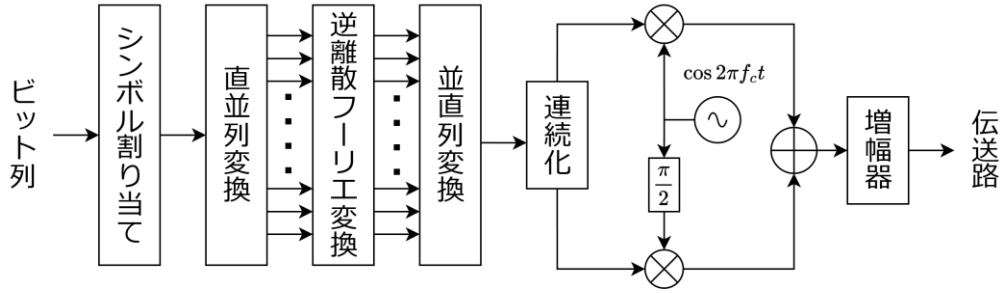 ビット列
シンボル割り当て
直並列変換
逆離散フーリエ変換
並直列変換
連続化
cos 2πf_c t
π
2
増幅器
伝送路